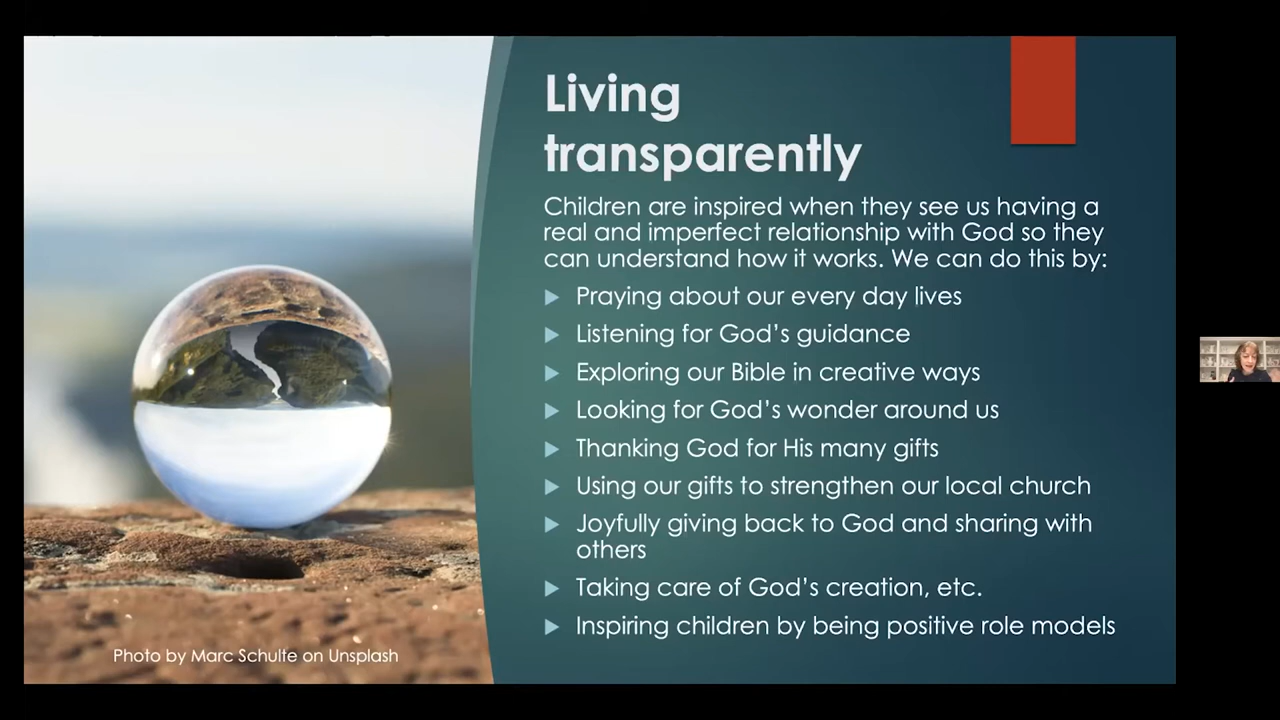 Living
transparently
Children are inspired when they see us having a
real and imperfect relationship with God so they
can understand how it works. We can do this by:
Praying about our every day lives
Listening for God’s guidance
Exploring our Bible in creative ways
Looking for God’s wonder around us
Thanking God for His many gifts
Using our gifts to strengthen our local church
Joyfully giving back to God and sharing with
others
Taking care of God’s creation, etc.
Inspiring children by being positive role models
Photo by Marc Schulte on Unsplash